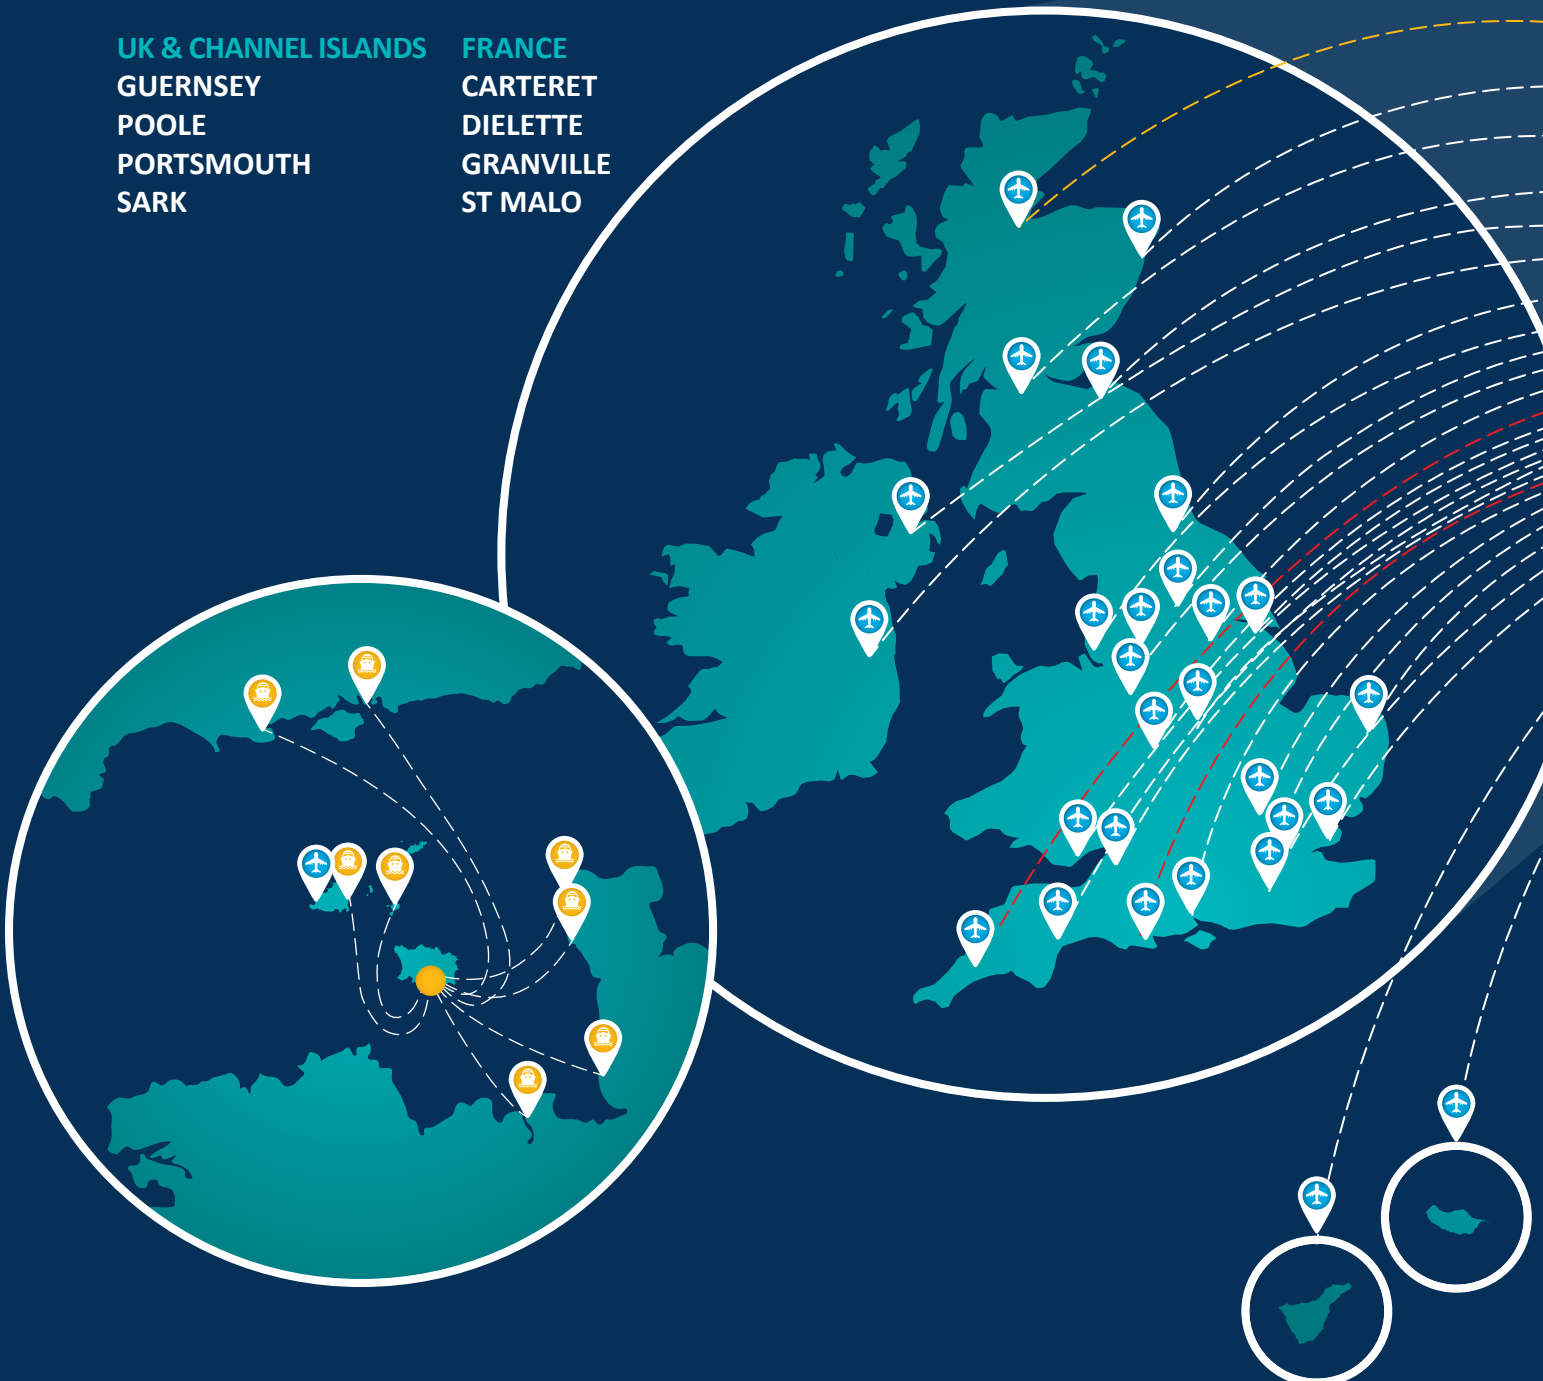 UK & CHANNEL ISLANDS
GUERNSEY
POOLE
PORTSMOUTH
SARK
FRANCE
CARTERET
DIELETTE
GRANVILLE
ST MALO